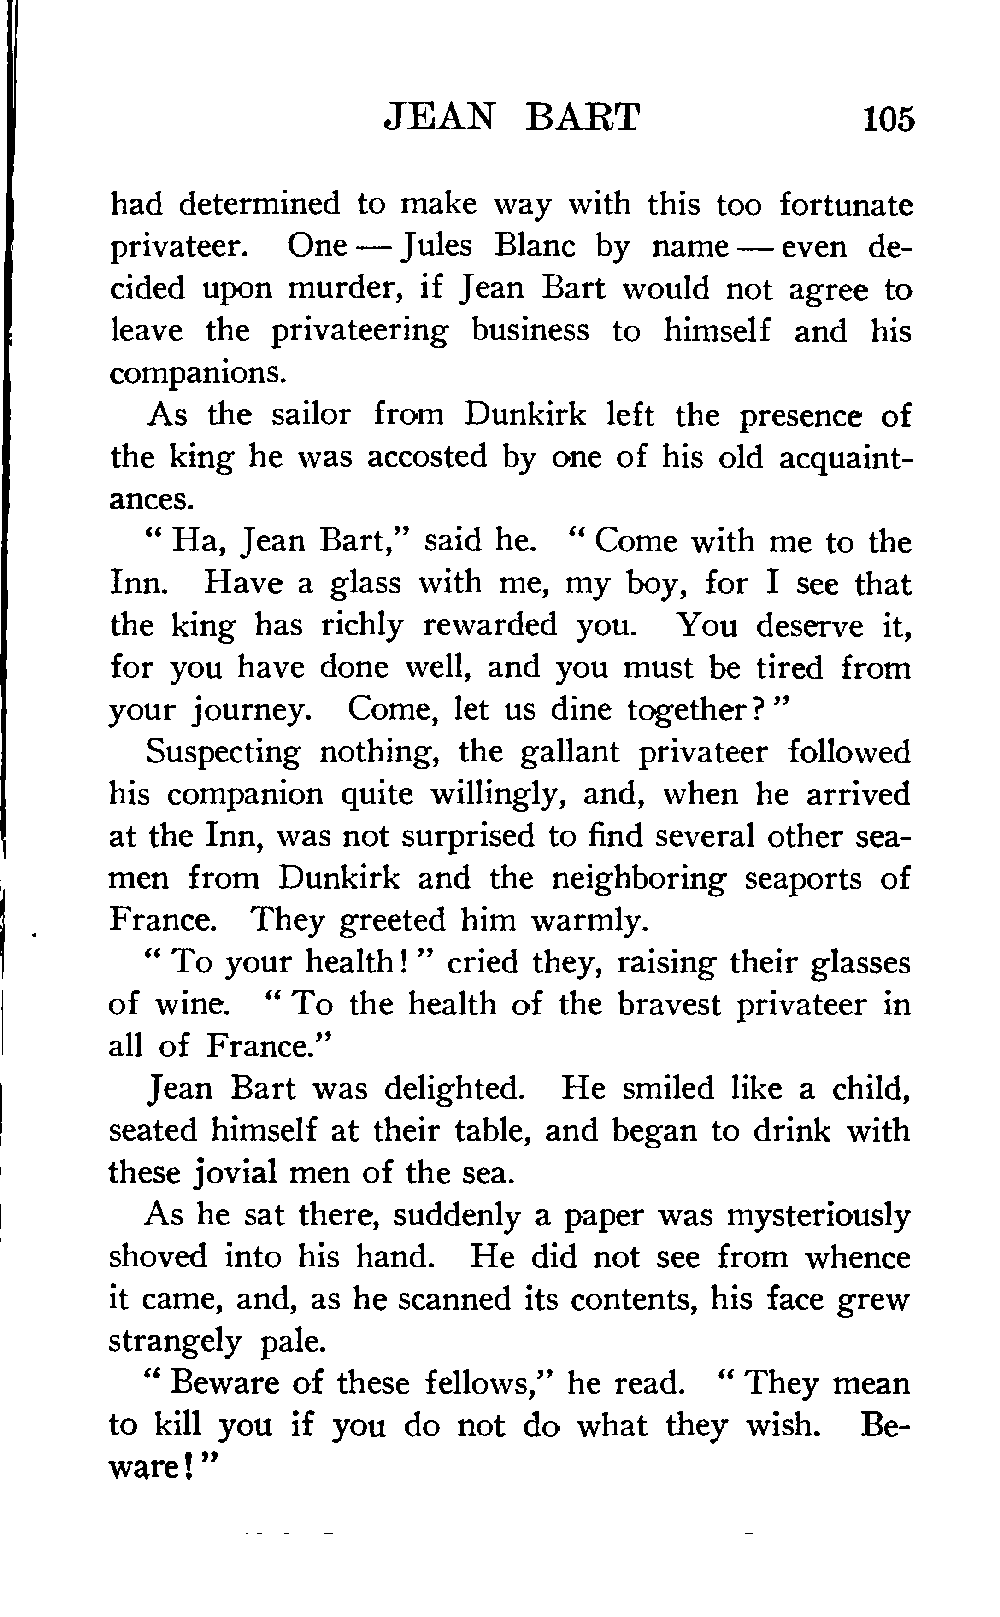 JEAN BART 105
had determined to make way with this too fortunate
privateer. One — Jules Blanc by name — even de-
cided upon murder, if Jean Bart would not agree to
leave the privateering business to himself and his
companions.
As the sailor from Dunkirk left the presence of
the king he was accosted by one of his old acquaint-
ances.
“ Ha, Jean Bart,” said he. “ Come with me to the
Inn. Have a glass with me, my boy, for I see that
the king has richly rewarded you. You deserve it,
for you have done well, and you must be tired from
your journey. Come, let us dine together? ”
Suspecting nothing, the gallant privateer followed
his companion quite willingly, and, when he arrived
at the Inn, was not surprised to find several other sea-
men from Dunkirk and the neighboring seaports of
France. They greeted him warmly.
“ To your health! ” cried they, raising their glasses
of wine. “ To the health of the bravest privateer in
all of France.”
Jean Bart was delighted. He smiled like a child,
seated himself at their table, and began to drink with
these jovial men of the sea.
As he sat there, suddenly a paper was mysteriously
shoved into his hand. He did not see from whence
it came, and, as he scanned its contents, his face grew
strangely pale.
“ Beware of these fellows,” he read. “ They mean
to kill you if you do not do what they wish. Be-
ware! ”